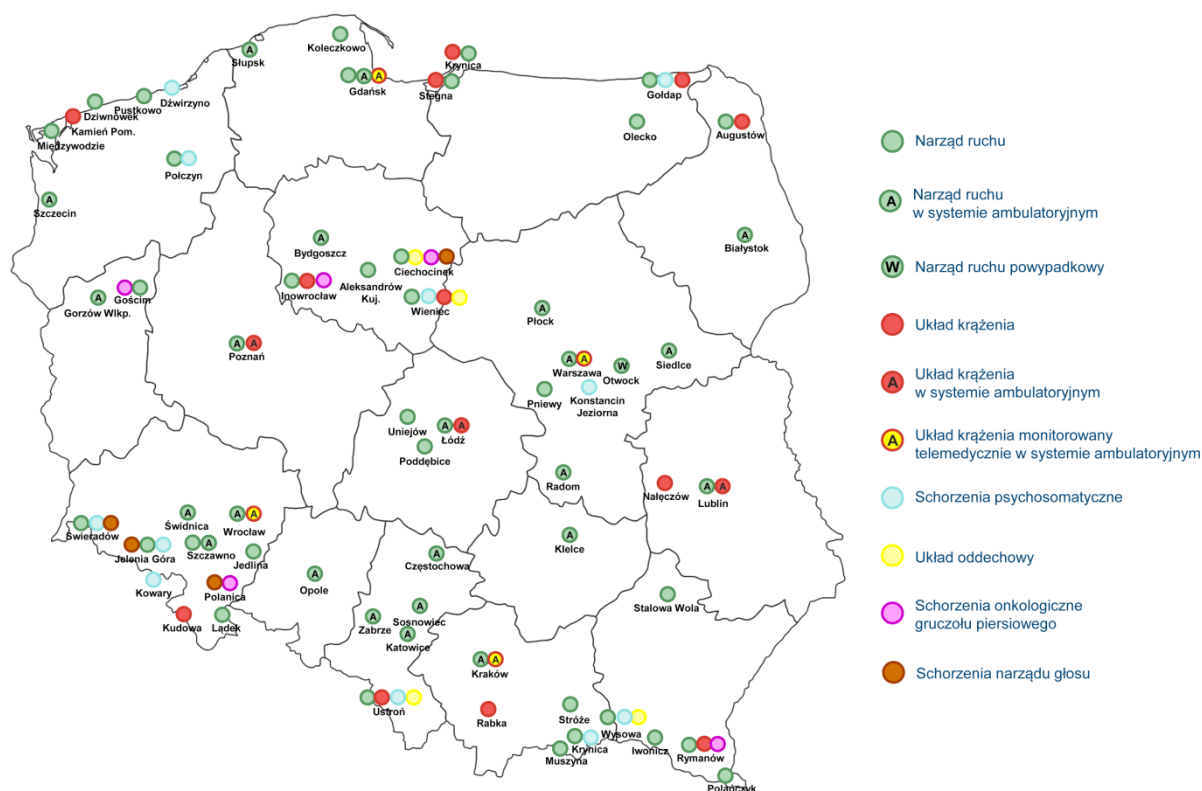 Koleczkowo
A
Słupsk
Krynica
A A
Gdańsk
Stegna
Gołdap
Dźwirzyno
Pustkowo
Dziwnówek
Kamień Pom.
Międzywodzie
Olecko
Augustów
Połczyn
A
Szczecin
A
Bydgoszcz
A
Białystok
Ciechocinek
Inowrocław
Aleksandrów
Kuj.
Wieniec
Gościm
A
Gorzów Wlkp.
A
Płock
A A
Poznań
A A
Warszawa
W
Otwock
A
Siedlce
Pniewy
Konstancin
Jeziorna
Uniejów
A A
Łódź
Poddębice
A
Radom
Nałęczów
A A
Lublin
Świeradów
A
Świdnica
A A
Wrocław
Jelenia Góra
A
Szczawno
Jedlina
A
Kielce
A
Częstochowa
Kowary
Polanica
A
Opole
Stalowa Wola
Kudowa
Lądek
A
Sosnowiec
A
Zabrze
A
Katowice
A A
Kraków
Ustroń
Rabka
Stróże
Wysowa
Krynica
Muszyna
Iwonicz
Rymanów
Polańczyk
Narząd ruchu
A
Narząd ruchu
w systemie ambulatoryjnym
W
Narząd ruchu powypadkowy
Układ krążenia
A
Układ krążenia
w systemie ambulatoryjnym
A
Układ krążenia monitorowany
telemedycznie w systemie ambulatoryjnym
Schorzenia psychosomatyczne
Układ oddechowy
Schorzenia onkologiczne
gruczołu piersiowego
Schorzenia narządu głosu